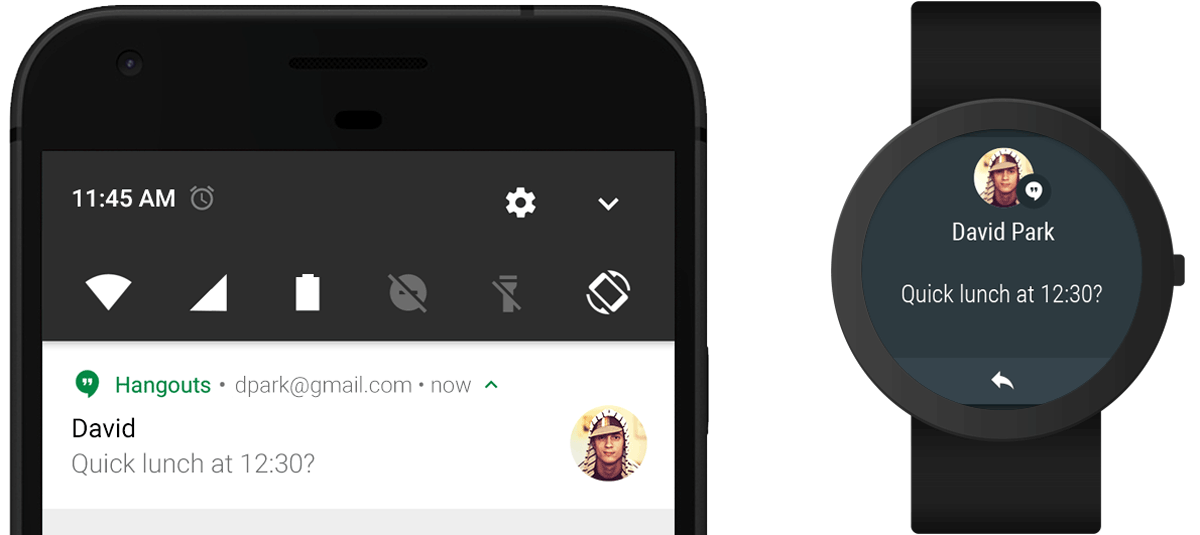 11:45 AM
Hangouts • dpark@gmail.com • now
David
Quick lunch at 12:30?
David Park
Quick lunch at 12:30?